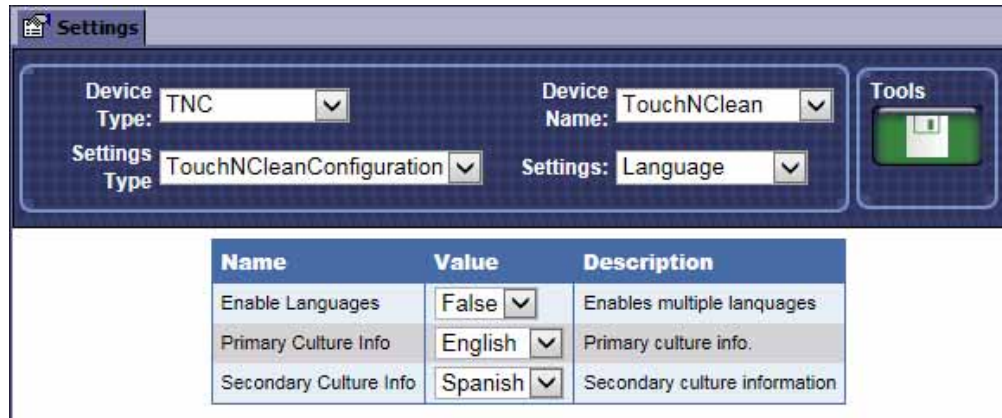 Settings
Device Type: TNC
Device Name: TouchNClean
Tools
Settings Type TouchNCleanConfiguration
Settings: Language
Name Value Description
Enable Languages False Enables multiple lanquages
Primary Culture Info English Primary culture info.
Secondary Culture Info Spanish Secondary culture information